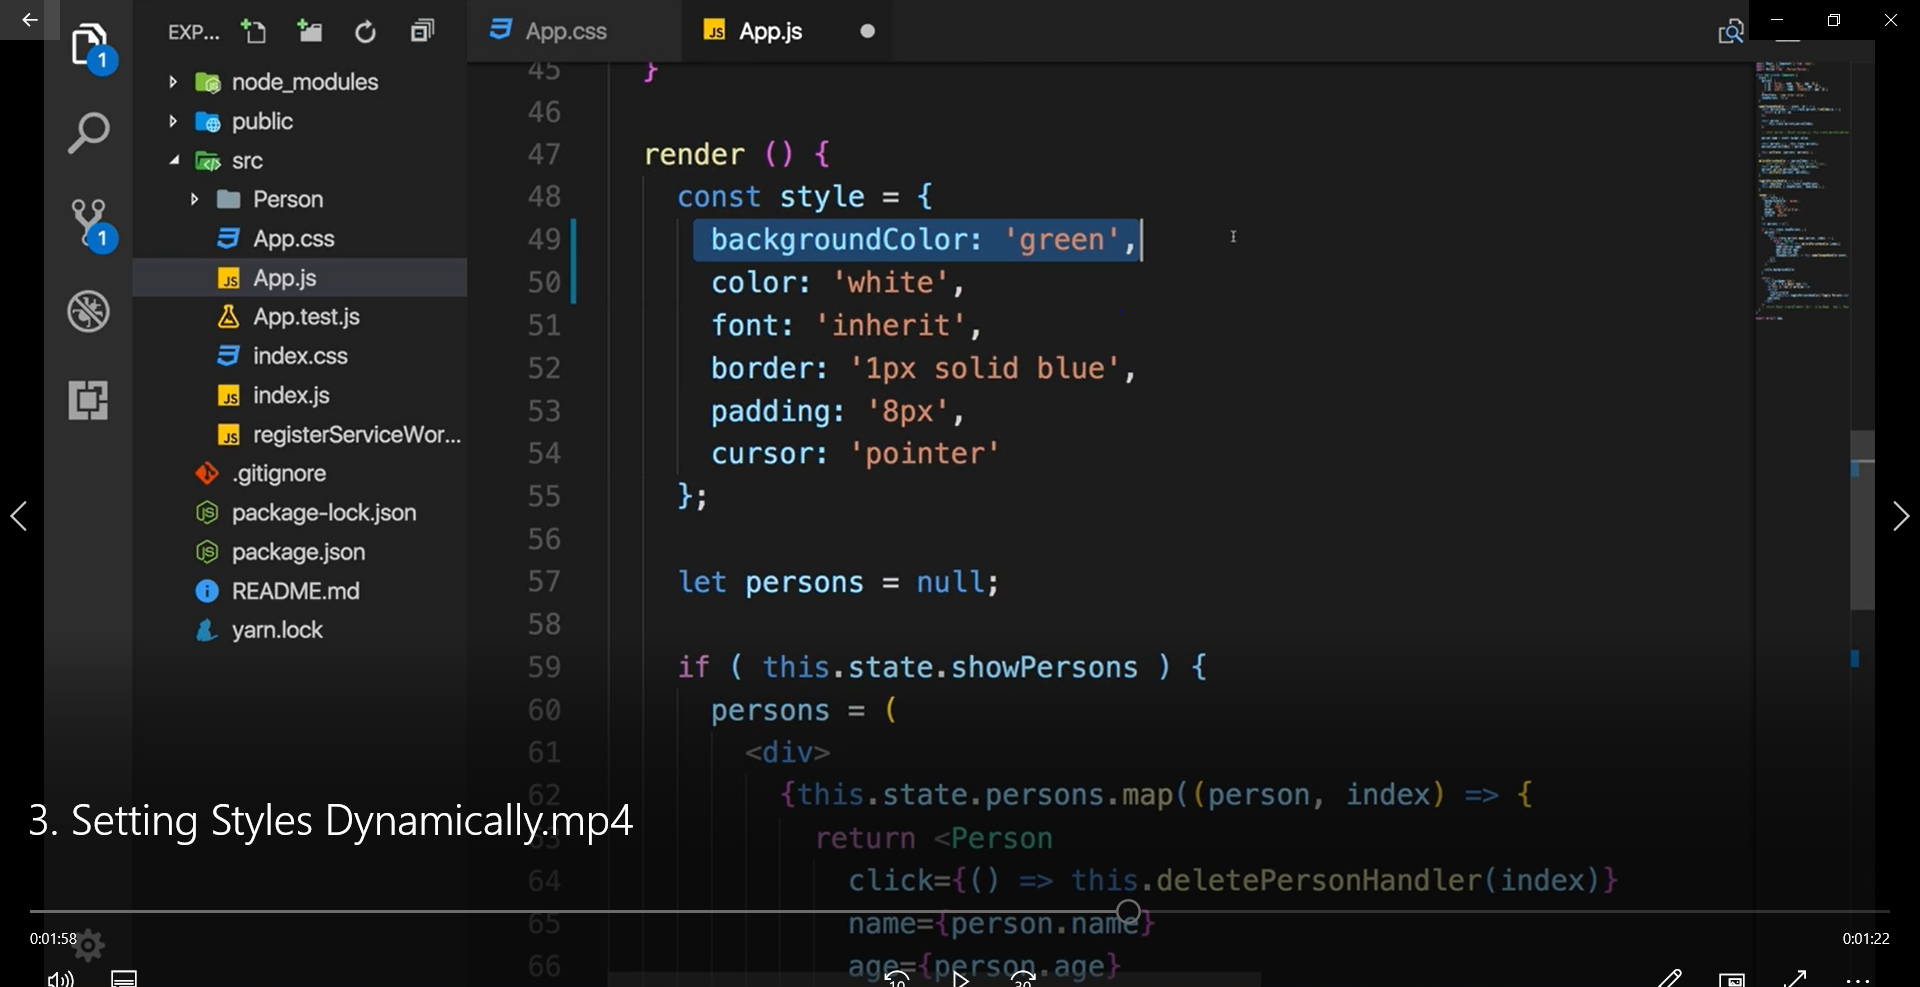 EXP...
App.css
App.js
1
node_modules
public
src
Person
1
App.css
App.js
App.test.js
index.css
index.js
registerServiceWor...
.gitignore
package-lock.json
package.json
README.md
yarn.lock
45 }
46
47 render () {
48 const style = {
49 backgroundColor: 'green',
50 color: 'white',
51 font: 'inherit',
52 border: '1px solid blue',
53 padding: '8px',
54 cursor: 'pointer'
55 };
56
57 let persons = null;
58
59 if ( this.state.showPersons ) {
60 persons = (
61 <div>
62 {this.state.persons.map((person, index) => {
3. Setting Styles Dynamically.mp4
63 return <Person
64 click={() => this.deletePersonHandler(index)}
65 name={person.name}
0:01:58
0:01:22
66 age={person.age}
10
30